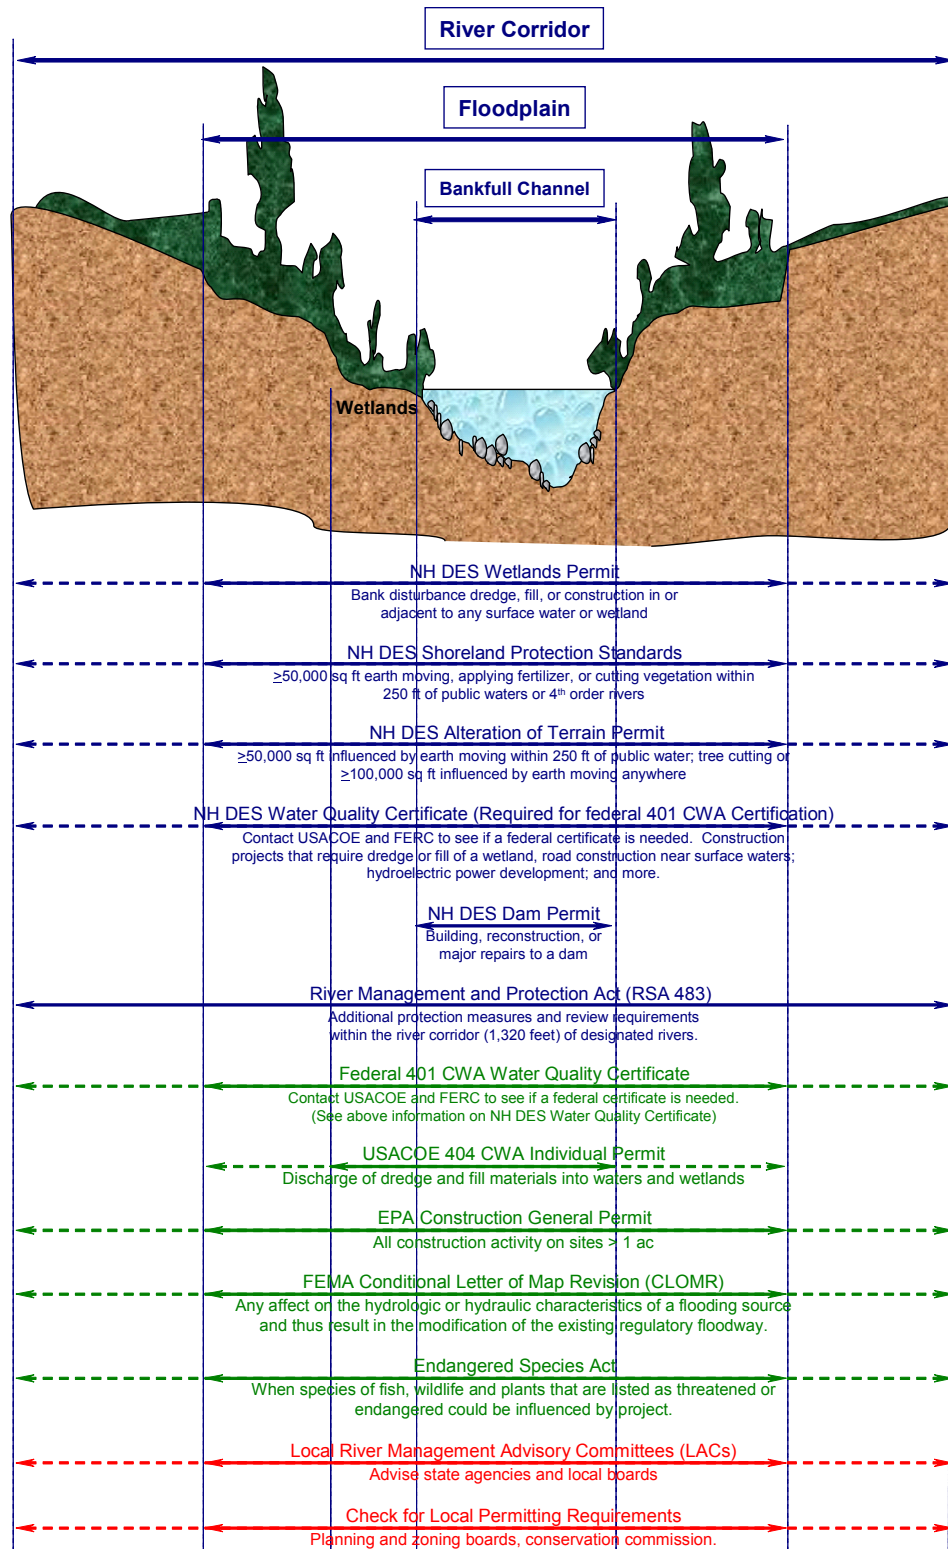 River Corridor
Floodplain
Bankfull Channel
Wetlands
NH DES Wetlands Permit
Bank disturbance dredge, fill, or construction in or
adjacent to any surface water or wetland
NH DES Shoreland Protection Standards
≥50,000 sq ft earth moving, applying fertilizer, or cutting vegetation within
250 ft of public waters or 4th order rivers
NH DES Alteration of Terrain Permit
≥50,000 sq ft influenced by earth moving within 250 ft of public water; tree cutting or
≥100,000 sq ft influenced by earth moving anywhere
NH DES Water Quality Certificate (Required for federal 401 CWA Certification)
Contact USACOE and FERC to see if a federal certificate is needed. Construction
projects that require dredge or fill of a wetland, road construction near surface waters;
hydroelectric power development; and more.
NH DES Dam Permit
Building, reconstruction, or
major repairs to a dam
River Management and Protection Act (RSA 483)
Additional protection measures and review requirements
within the river corridor (1,320 feet) of designated rivers.
Federal 401 CWA Water Quality Certificate
Contact USACOE and FERC to see if a federal certificate is needed.
(See above information on NH DES Water Quality Certificate)
USACOE 404 CWA Individual Permit
Discharge of dredge and fill materials into waters and wetlands
EPA Construction General Permit
All construction activity on sites > 1 ac
FEMA Conditional Letter of Map Revision (CLOMR)
Any affect on the hydrologic or hydraulic characteristics of a flooding source
and thus result in the modification of the existing regulatory floodway.
Endangered Species Act
When species of fish, wildlife and plants that are listed as threatened or
endangered could be influenced by project.
Local River Management Advisory Committees (LACs)
Advise state agencies and local boards
Check for Local Permitting Requirements
Planning and zoning boards, conservation commission.